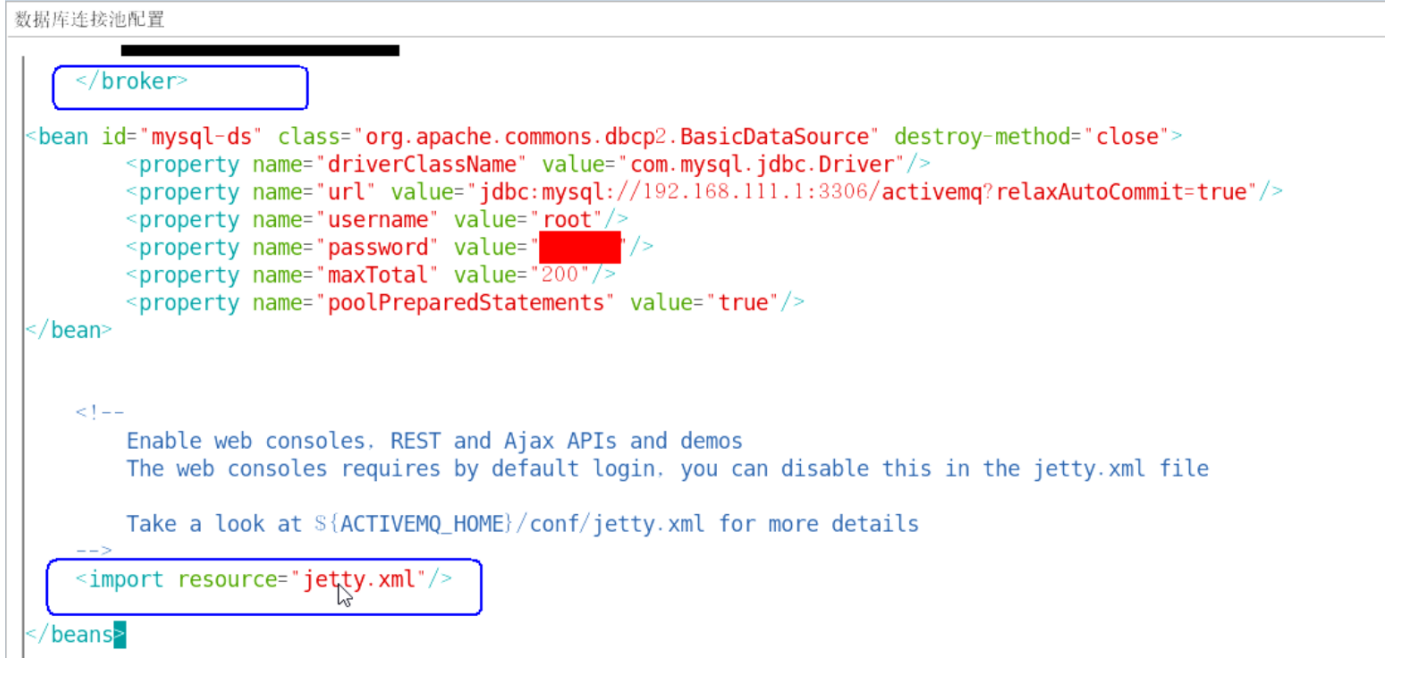 数据库连接池配置
</broker>
<bean id="mysql-ds" class="org.apache.commons.dbcp2.BasicDataSource" destroy-method="close">
<property name="driverClassName" value="com.mysql.jdbc.Driver"/>
<property name="url" value="jdbc:mysql://192.168.111.1:3306/activemq?relaxAutoCommit=true"/>
<property name="username" value="root"/>
<property name="password" value=""/>
<property name="maxTotal" value="200"/>
<property name="poolPreparedStatements" value="true"/>
</bean>
<!--
Enable web consoles, REST and Ajax APIs and demos
The web consoles requires by default login, you can disable this in the jetty.xml file
Take a look at ${ACTIVEMQ_HOME}/conf/jetty.xml for more details
-->
<import resource="jetty.xml"/>
</beans>